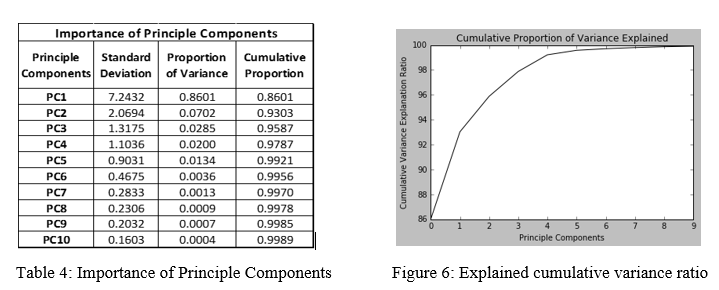 Importance of Principle Components
Principle Components Standard Deviation Proportion of Variance Cumulative Proportion
PC1 7.2432 0.8601 0.8601
PC2 2.0694 0.0702 0.9303
PC3 1.3175 0.0285 0.9587
PC4 1.1036 0.0200 0.9787
PC5 0.9031 0.0134 0.9921
PC6 0.4675 0.0036 0.9956
PC7 0.2833 0.0013 0.9970
PC8 0.2306 0.0009 0.9978
PC9 0.2032 0.0007 0.9985
PC10 0.1603 0.0004 0.9989
Table 4: Importance of Principle Components
Cumulative Proportion of Variance Explained
Cumulative Variance Explanation Ratio
100
98
96
94
92
90
88
86
0 1 2 3 4 5 6 7 8 9
Principle Components
Figure 6: Explained cumulative variance ratio